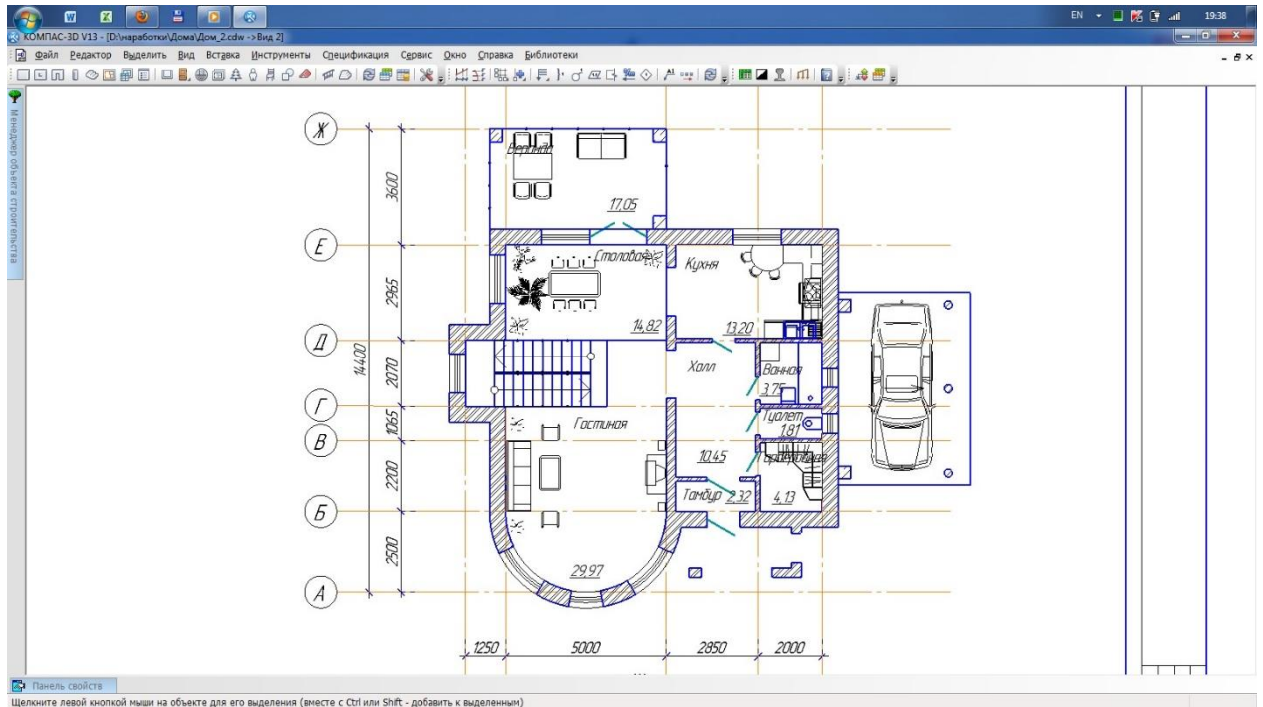 EN 19:38
КОМПАС-3D V13 - [D:\наработки\Дома\Дом_2.cdw ->Вид 2]
Файл Редактор Выделить Вид Вставка Инструменты Спецификация Сервис Окно Справка Библиотеки
Менеджер объекта строительства
Ж
Веранда
3600
17,05
Е
Столовая
Кухня
2965
14,82
13,20
Д
14400
2070
Холл
Ванная
3,75
Г
1065
Гостиная
Туалет
1,81
В
10,45
Гардеробная
2200
Тамбур 2,32
4,13
Б
2500
29,97
А
1250 5000 2850 2000
Панель свойств
Щелкните левой кнопкой мыши на объекте для его выделения (вместе с Ctrl или Shift - добавить к выделенным)